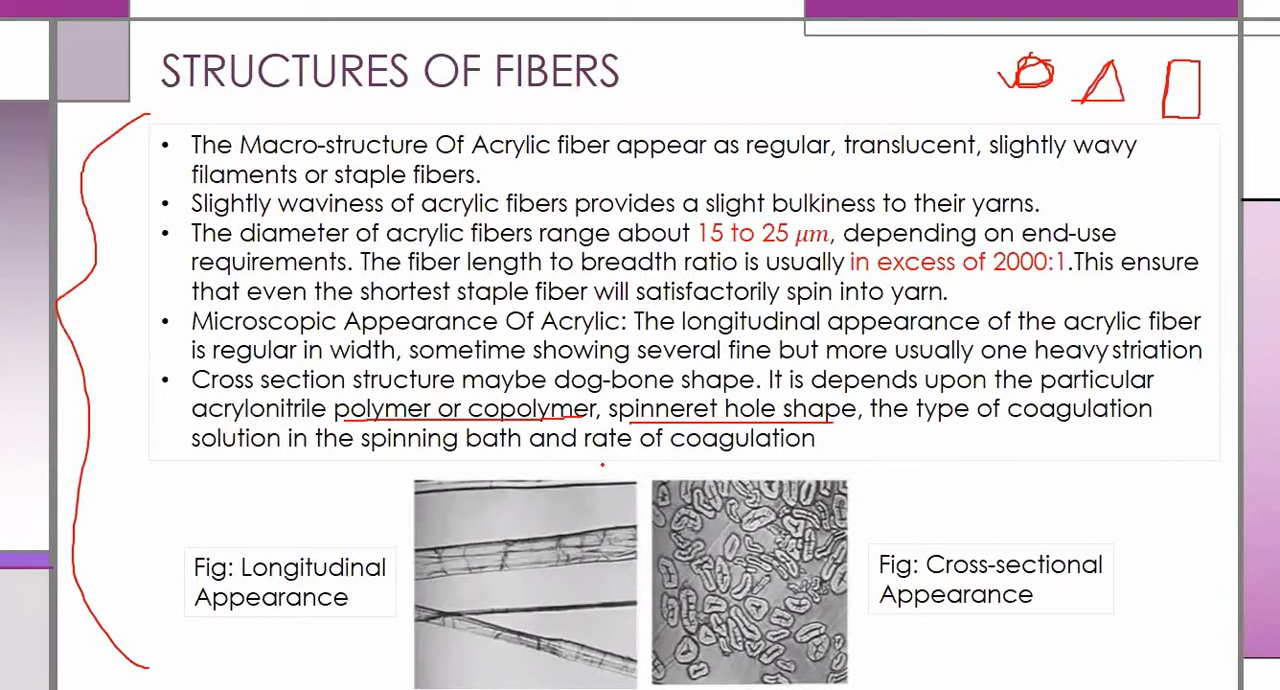 STRUCTURES OF FIBERS
• The Macro-structure Of Acrylic fiber appear as regular, translucent, slightly wavy
filaments or staple fibers.
• Slightly waviness of acrylic fibers provides a slight bulkiness to their yarns.
• The diameter of acrylic fibers range about 15 to 25 μm, depending on end-use
requirements. The fiber length to breadth ratio is usually in excess of 2000:1.This ensure
that even the shortest staple fiber will satisfactorily spin into yarn.
• Microscopic Appearance Of Acrylic: The longitudinal appearance of the acrylic fiber
is regular in width, sometime showing several fine but more usually one heavy striation
• Cross section structure maybe dog-bone shape. It is depends upon the particular
acrylonitrile polymer or copolymer, spinneret hole shape, the type of coagulation
solution in the spinning bath and rate of coagulation
Fig: Longitudinal
Appearance
Fig: Cross-sectional
Appearance